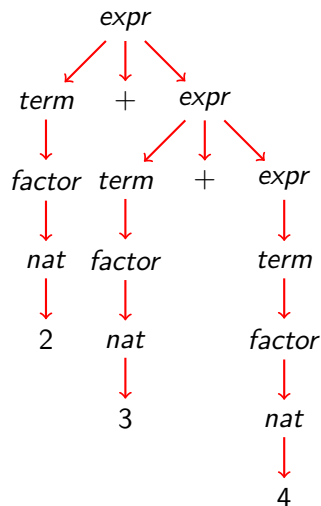 expr
term + expr
factor term + expr
nat factor term
2 nat factor
3 nat
4